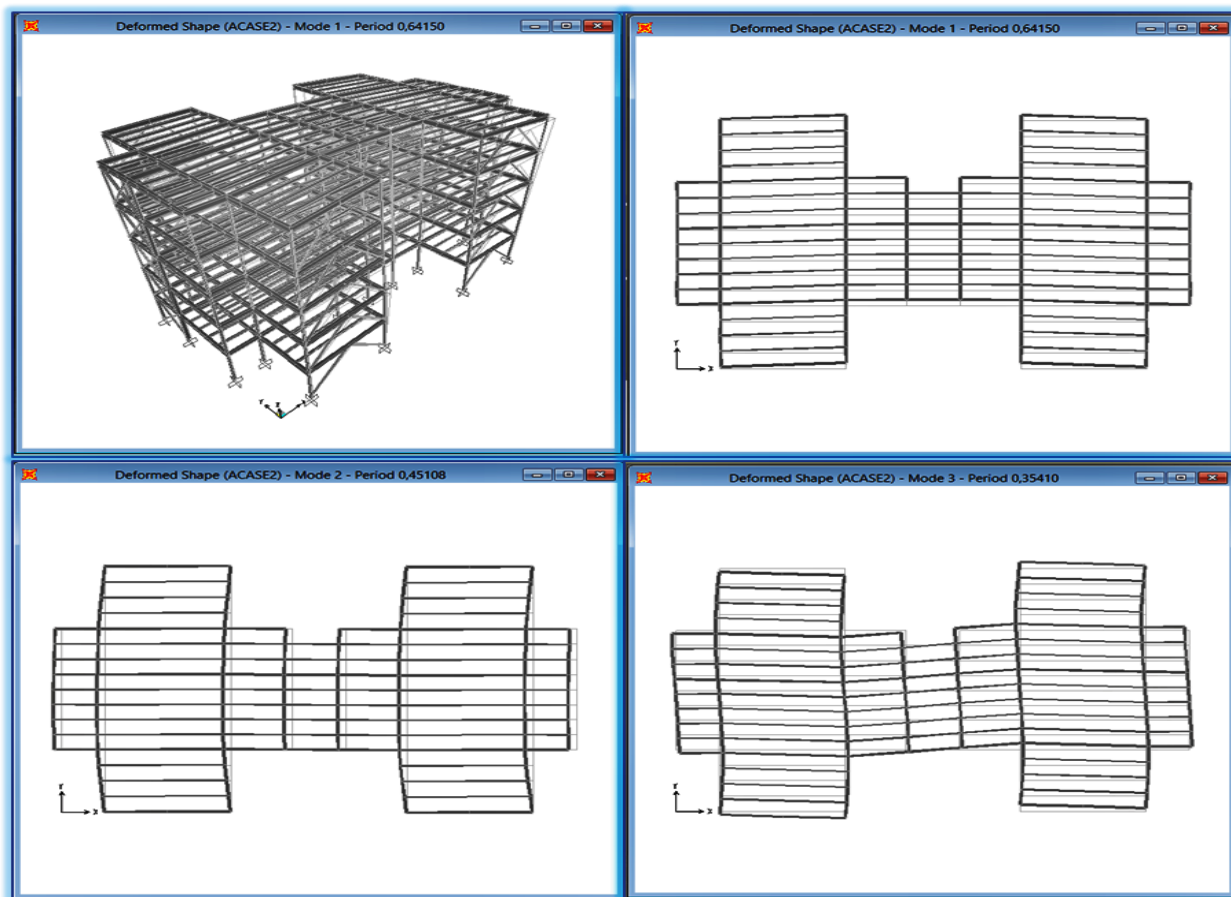 Deformed Shape (ACASE2) - Mode 1 - Period 0,64150
Deformed Shape (ACASE2) - Mode 1 - Period 0,64150
Y Z X
Y
X
Deformed Shape (ACASE2) - Mode 2 - Period 0,45108
Deformed Shape (ACASE2) - Mode 3 - Period 0,35410
Y
X
Y
X